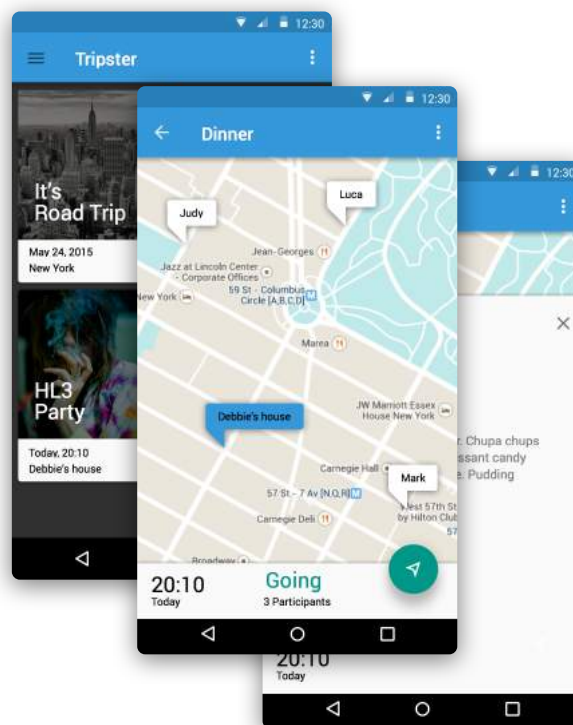 12:30
Tripster
It's
Road Trip
May 24, 2015
New York
HL3
Party
Today, 20:10
Debbie's house
12:30
Dinner
Luca
Judy
Jean-Georges
Jazz at Lincoln Center
- Corporate Offices
New York
59 St - Columbus
Circle [A,B,C,D]
M
Marea
JW Marriott Essex
House New York
Debbie's house
Carnegie Hall
Mark
57 St - 7 Av [N,Q,R]
M
West 57th St
by Hilton Club
Carnegie Deli
57
Broadway
20:10
Today
Going
3 Participants
12:30
Chupa chups
candy
Pudding
20:10
Today